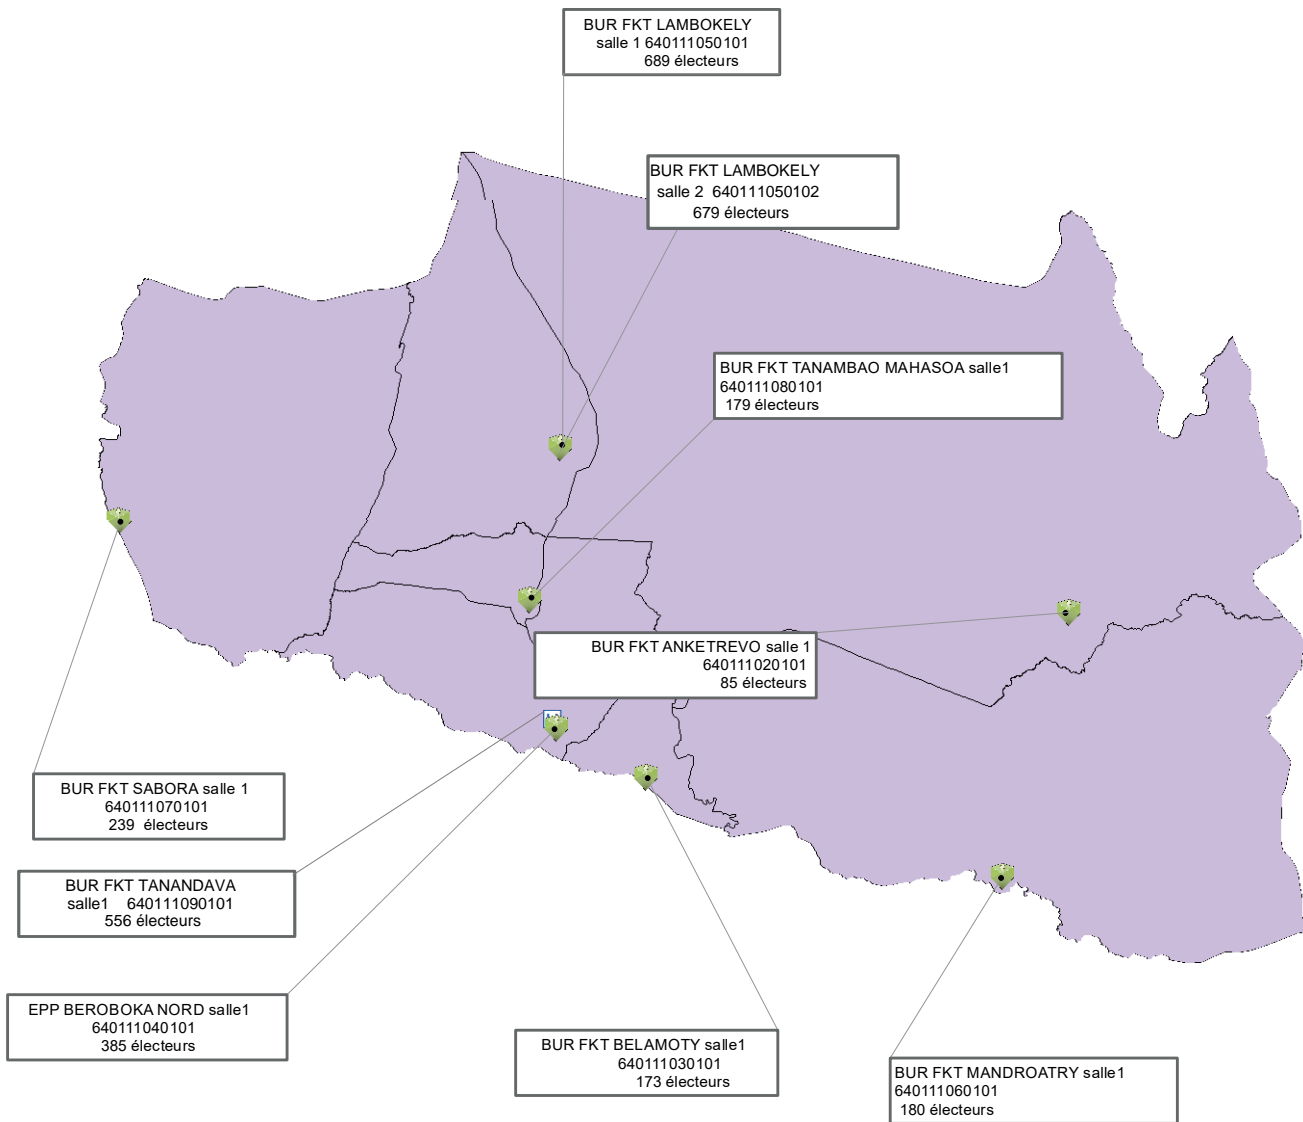 BUR FKT LAMBOKELY
salle 1 640111050101
689 électeurs
BUR FKT LAMBOKELY
salle 2 640111050102
679 électeurs
BUR FKT TANAMBAO MAHASOA salle1
640111080101
179 électeurs
BUR FKT ANKETREVO salle 1
640111020101
85 électeurs
BUR FKT SABORA salle 1
640111070101
239 électeurs
BUR FKT TANANDAVA
salle1 640111090101
556 électeurs
EPP BEROBOKA NORD salle1
640111040101
385 électeurs
BUR FKT BELAMOTY salle1
640111030101
173 électeurs
BUR FKT MANDROATRY salle1
640111060101
180 électeurs